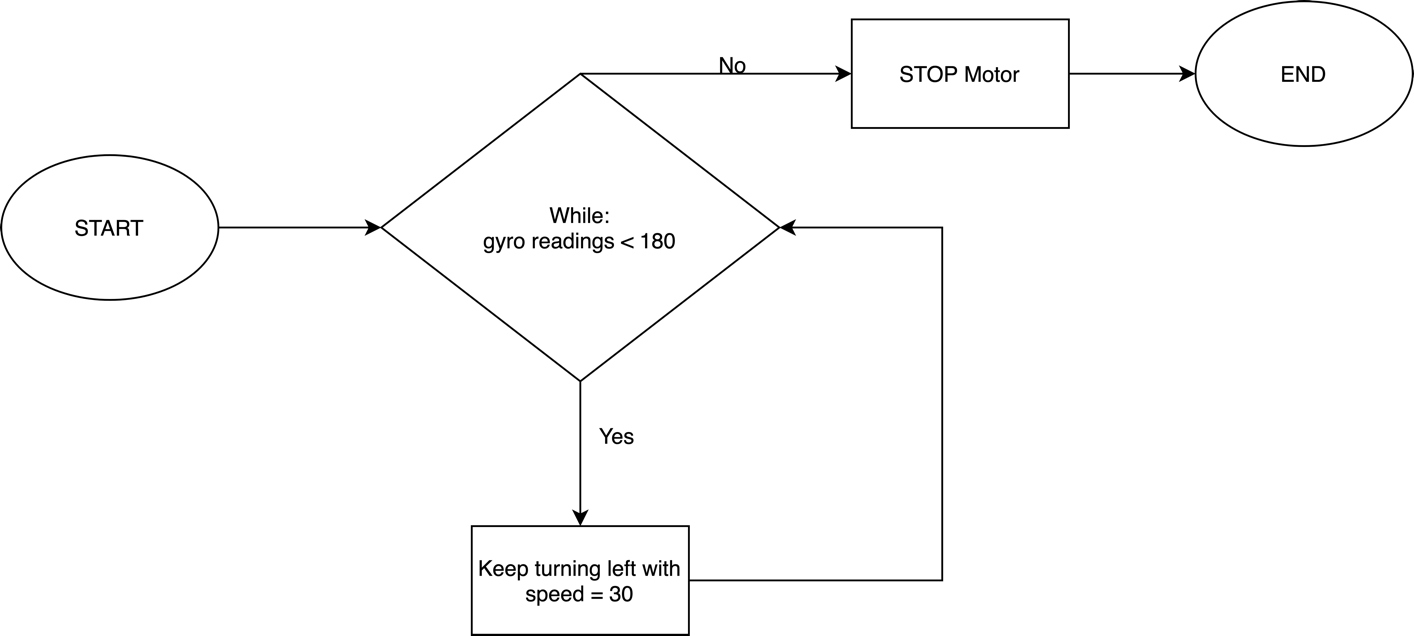 No
STOP Motor
END
START
While:
gyro readings < 180
Yes
Keep turning left with
speed = 30